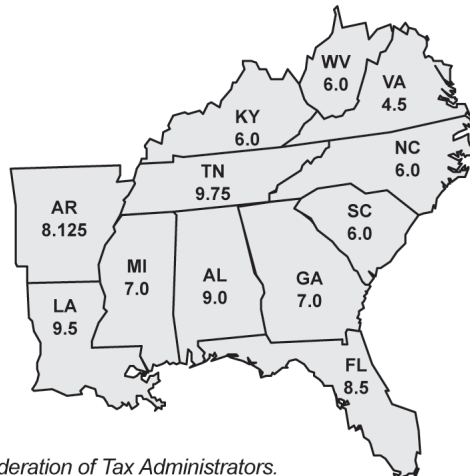 WV
6.0
VA
4.5
KY
6.0
NC
6.0
TN
9.75
AR
8.125
SC
6.0
MI
7.0
AL
9.0
GA
7.0
LA
9.5
FL
8.5
deration of Tax Administrators.